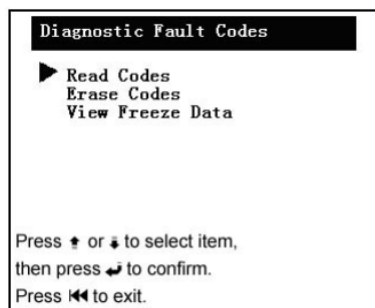 Diagnostic Fault Codes
Read Codes
Erase Codes
View Freeze Data
Press ⬆ or ⬇ to select item,
then press ↵ to confirm.
Press ⏮ to exit.